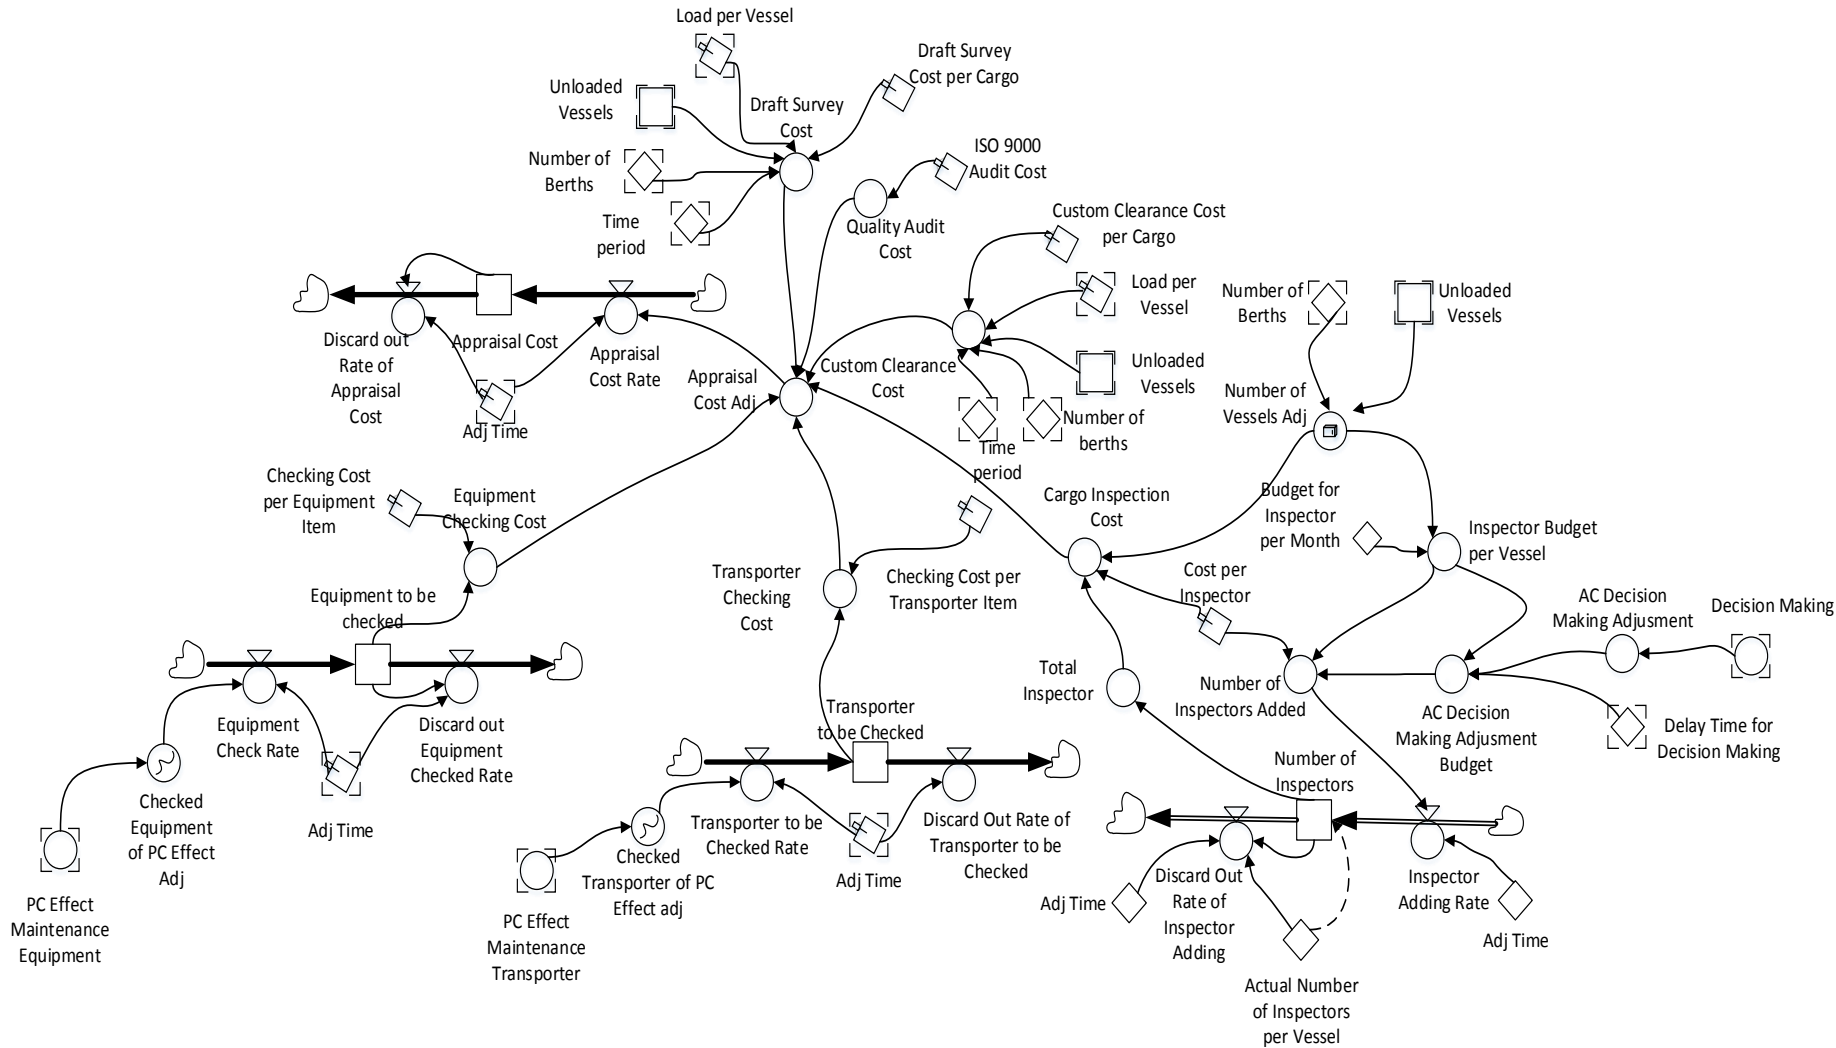 Load per Vessel
Draft Survey
Cost per Cargo
Unloaded
Vessels
Draft Survey
Cost
Number of
Berths
ISO 9000
Audit Cost
Time
period
Quality Audit
Cost
Custom Clearance Cost
per Cargo
Load per
Vessel
Number of
Berths
Unloaded
Vessels
Discard out
Rate of
Appraisal
Cost
Appraisal Cost
Appraisal
Cost Rate
Adj Time
Appraisal
Cost Adj
Custom Clearance
Cost
Unloaded
Vessels
Time
period
Number of
berths
Number of
Vessels Adj
Checking Cost
per Equipment
Item
Equipment
Checking Cost
Cargo Inspection
Cost
Budget for
Inspector
per Month
Inspector Budget
per Vessel
Equipment to be
checked
Transporter
Checking
Cost
Checking Cost per
Transporter Item
Cost per
Inspector
AC Decision
Making Adjusment
Decision Making
Total
Inspector
Number of
Inspectors Added
AC Decision
Making Adjusment
Budget
Delay Time for
Decision Making
Equipment
Check Rate
Discard out
Equipment
Checked Rate
Transporter
to be Checked
Number of
Inspectors
Checked
Equipment
of PC Effect
Adj
Adj Time
Transporter to be
Checked Rate
Discard Out Rate of
Transporter to be
Checked
Adj Time
Checked
Transporter of PC
Effect adj
PC Effect
Maintenance
Equipment
PC Effect
Maintenance
Transporter
Adj Time
Discard Out
Rate of
Inspector
Adding
Inspector
Adding Rate
Adj Time
Actual Number
of Inspectors
per Vessel